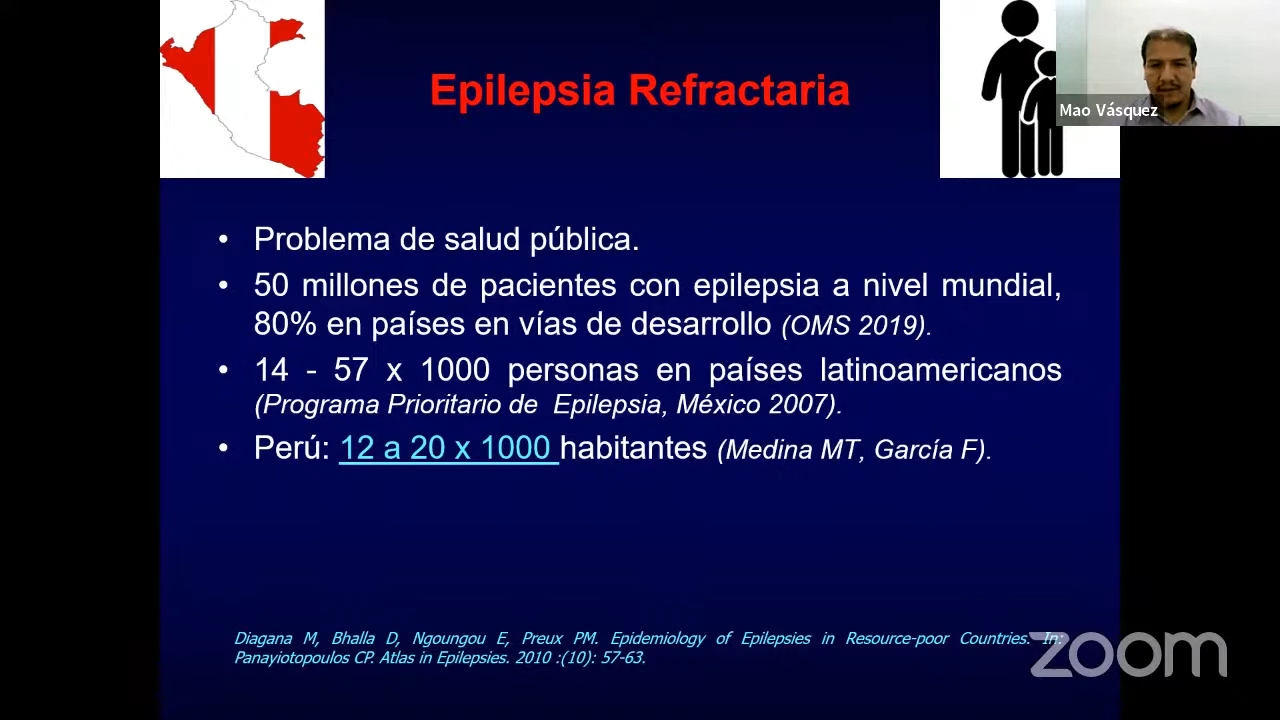 Epilepsia Refractaria
Mao Vásquez
• Problema de salud pública.
• 50 millones de pacientes con epilepsia a nivel mundial,
80% en países en vías de desarrollo (OMS 2019).
• 14 - 57 x 1000 personas en países latinoamericanos
(Programa Prioritario de Epilepsia, México 2007).
• Perú: 12 a 20 x 1000 habitantes (Medina MT, García F).
Diagana M, Bhalla D, Ngoungou E, Preux PM. Epidemiology of Epilepsies in Resource-poor Countries. In:
Panayiotopoulos CP. Atlas in Epilepsies. 2010 :(10): 57-63.
zoom